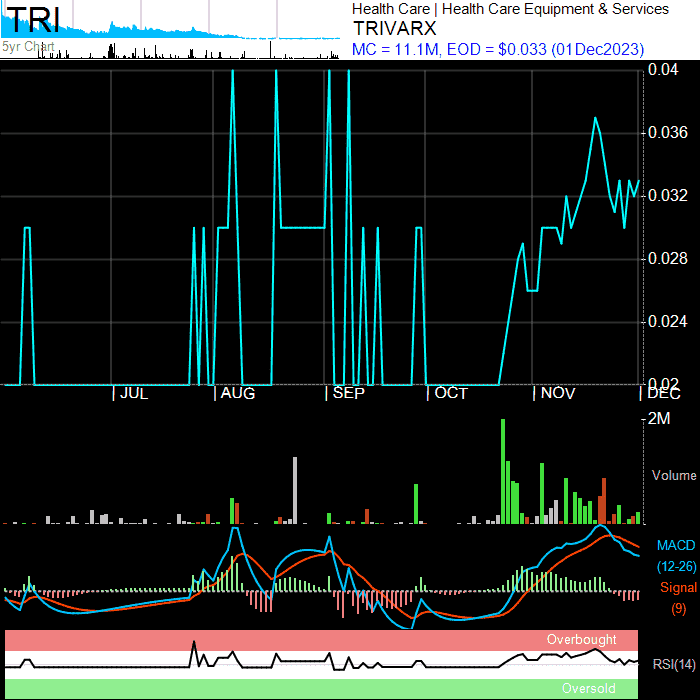 TRI
5yr Chart
Health Care | Health Care Equipment & Services
TRIVARX
MC = 11.1M, EOD = $0.033 (01Dec2023)
0.04
0.036
0.032
0.028
0.024
0.02
| JUL
| AUG
| SEP
| OCT
| NOV
| DEC
2M
Volume
MACD
(12-26)
Signal
(9)
Overbought
RSI(14)
Oversold